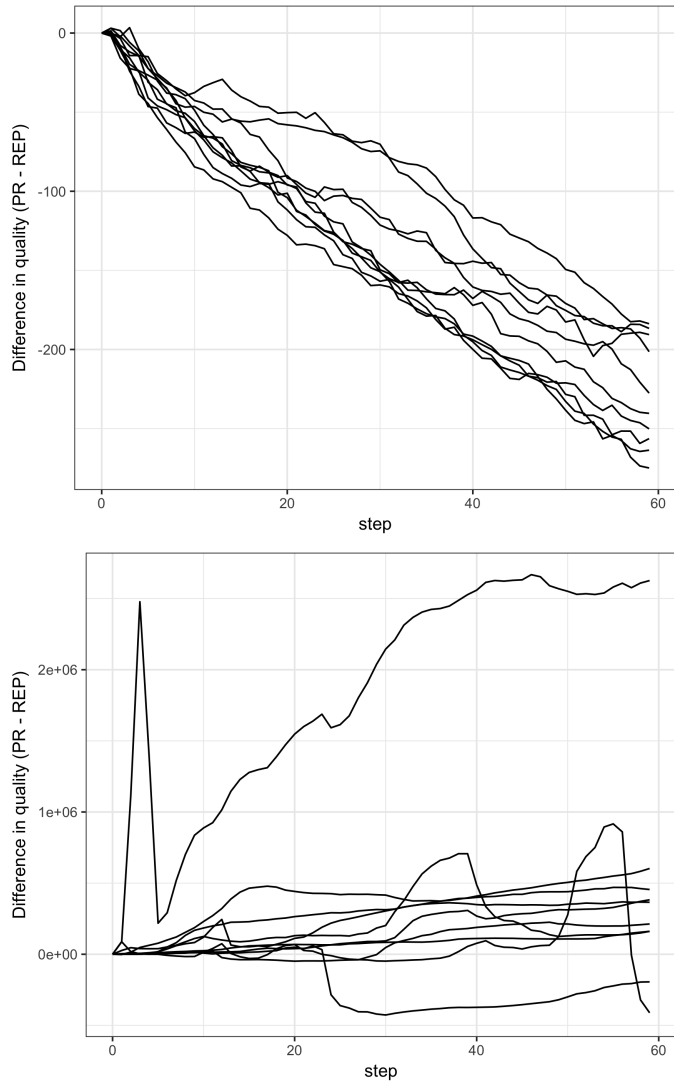 0
-100
-200
Difference in quality (PR - REP)
0 20 40 60
step
2e+06
1e+06
0e+00
Difference in quality (PR - REP)
0 20 40 60
step